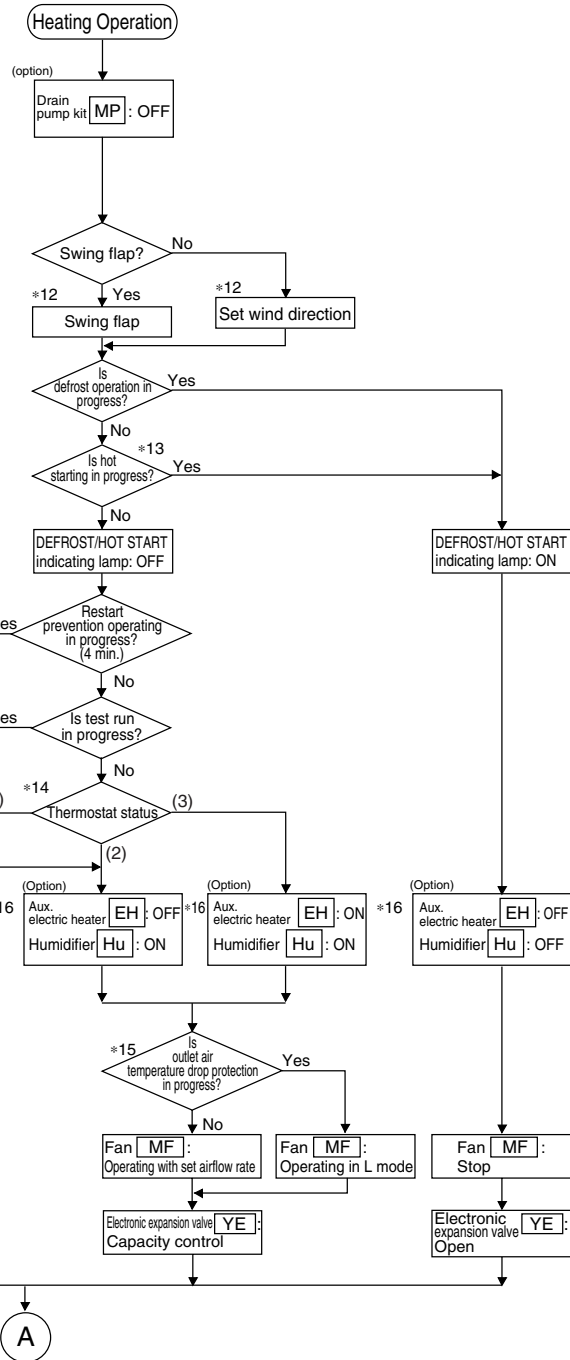 Heating Operation
(option)
Drain
pump kit MP : OFF
Swing flap?
No
*12
Yes
*12
Swing flap
Set wind direction
Is
defrost operation in
progress?
Yes
No
*13
Is hot
starting in progress?
Yes
No
DEFROST/HOT START
indicating lamp: OFF
DEFROST/HOT START
indicating lamp: ON
Restart
prevention operating
in progress?
(4 min.)
es
No
es
Is test run
in progress?
No
*14
)
Thermostat status
(3)
(2)
(Option)
(Option)
(Option)
16
Aux.
electric heater EH : OFF
Humidifier Hu : ON
*16
Aux.
electric heater EH : ON
Humidifier Hu : ON
*16
Aux.
electric heater EH : OFF
Humidifier Hu : OFF
*15
Is
outlet air
temperature drop protection
in progress?
Yes
No
Fan MF :
Operating with set airflow rate
Fan MF :
Operating in L mode
Fan MF :
Stop
Electronic expansion valve YE :
Capacity control
Electronic
expansion valve YE :
Open
A